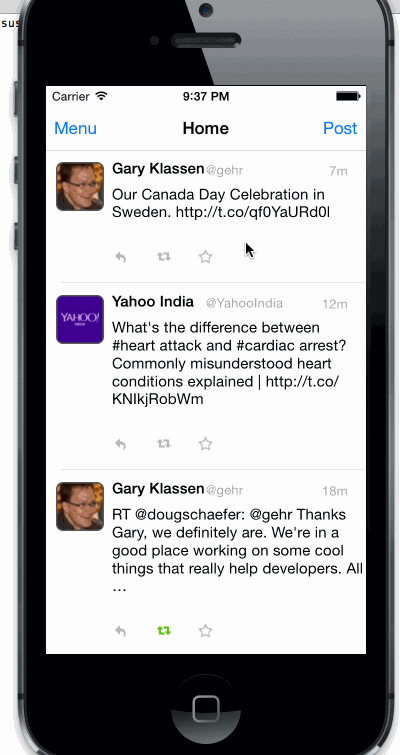 sus
Carrier 9:37 PM
Menu Home Post
Gary Klassen @gehr 7m
Our Canada Day Celebration in
Sweden. http://t.co/qf0YaURd0l
Yahoo India @YahooIndia 12m
YAHOO!
What's the difference between
#heart attack and #cardiac arrest?
Commonly misunderstood heart
conditions explained | http://t.co/
KNIkjRobWm
Gary Klassen @gehr 18m
RT @dougschaefer: @gehr Thanks
Gary, we definitely are. We're in a
good place working on some cool
things that really help developers. All
…